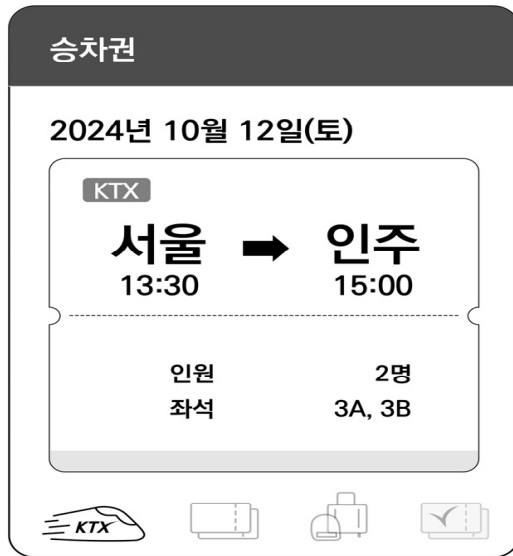 승차권
2024년 10월 12일(토)
KTX
서울 ➡ 인주
13:30 15:00
인원 2명
좌석 3A, 3B
KTX